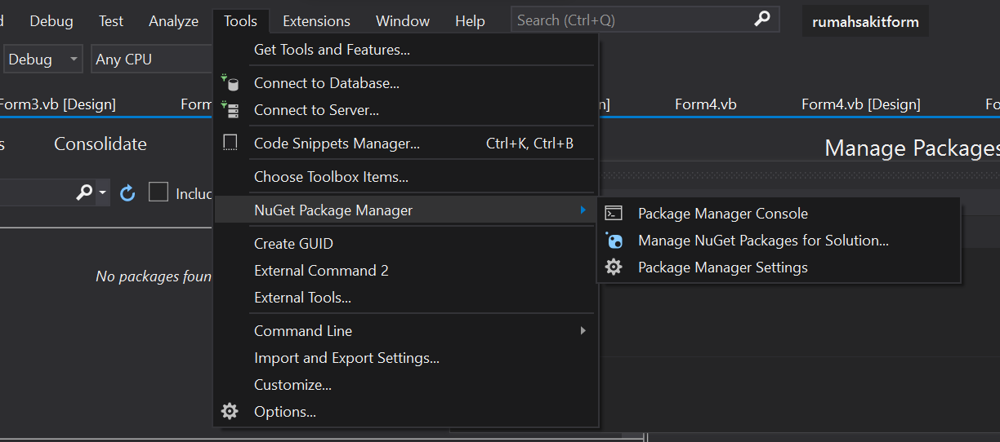 Debug
Test
Analyze
Tools
Extensions
Window
Help
Search (Ctrl+Q)
rumahsakitform
Debug
Any CPU
Get Tools and Features...
Connect to Database...
Connect to Server...
Form3.vb [Design]
Form4.vb
Form4.vb [Design]
Consolidate
Code Snippets Manager...
Ctrl+K, Ctrl+B
Manage Packages
Choose Toolbox Items...
NuGet Package Manager
Package Manager Console
Manage NuGet Packages for Solution...
Package Manager Settings
Create GUID
External Command 2
External Tools...
No packages foun
Command Line
Import and Export Settings...
Customize...
Options...